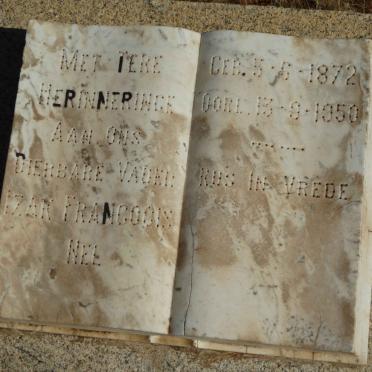 Met Tere
Herinneringe
Aan Ons
Dierbare Vader
Izak Francois
Nel
Geb. 5-6-1872
Oorl. 15-9-1950
.......
Rus In Vrede